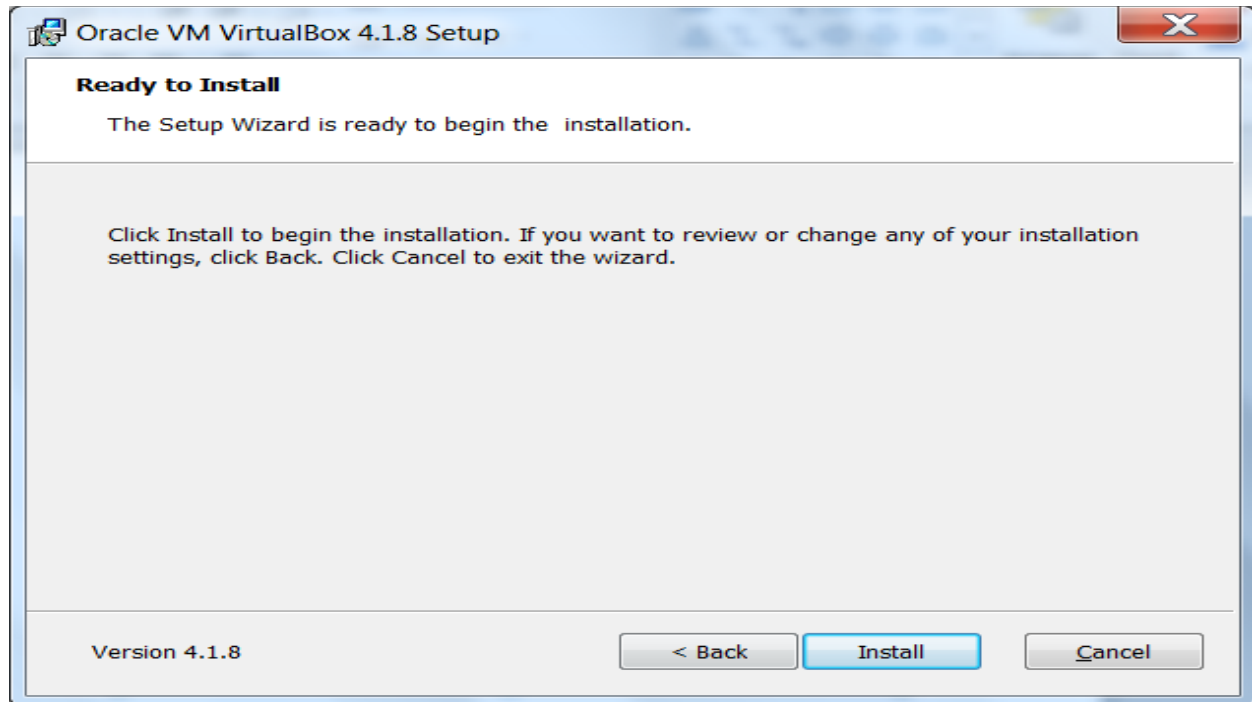 Oracle VM VirtualBox 4.1.8 Setup
Ready to Install
The Setup Wizard is ready to begin the  installation.
Click Install to begin the installation. If you want to review or change any of your installation
settings, click Back. Click Cancel to exit the wizard.
Version 4.1.8
< Back
Install
Cancel